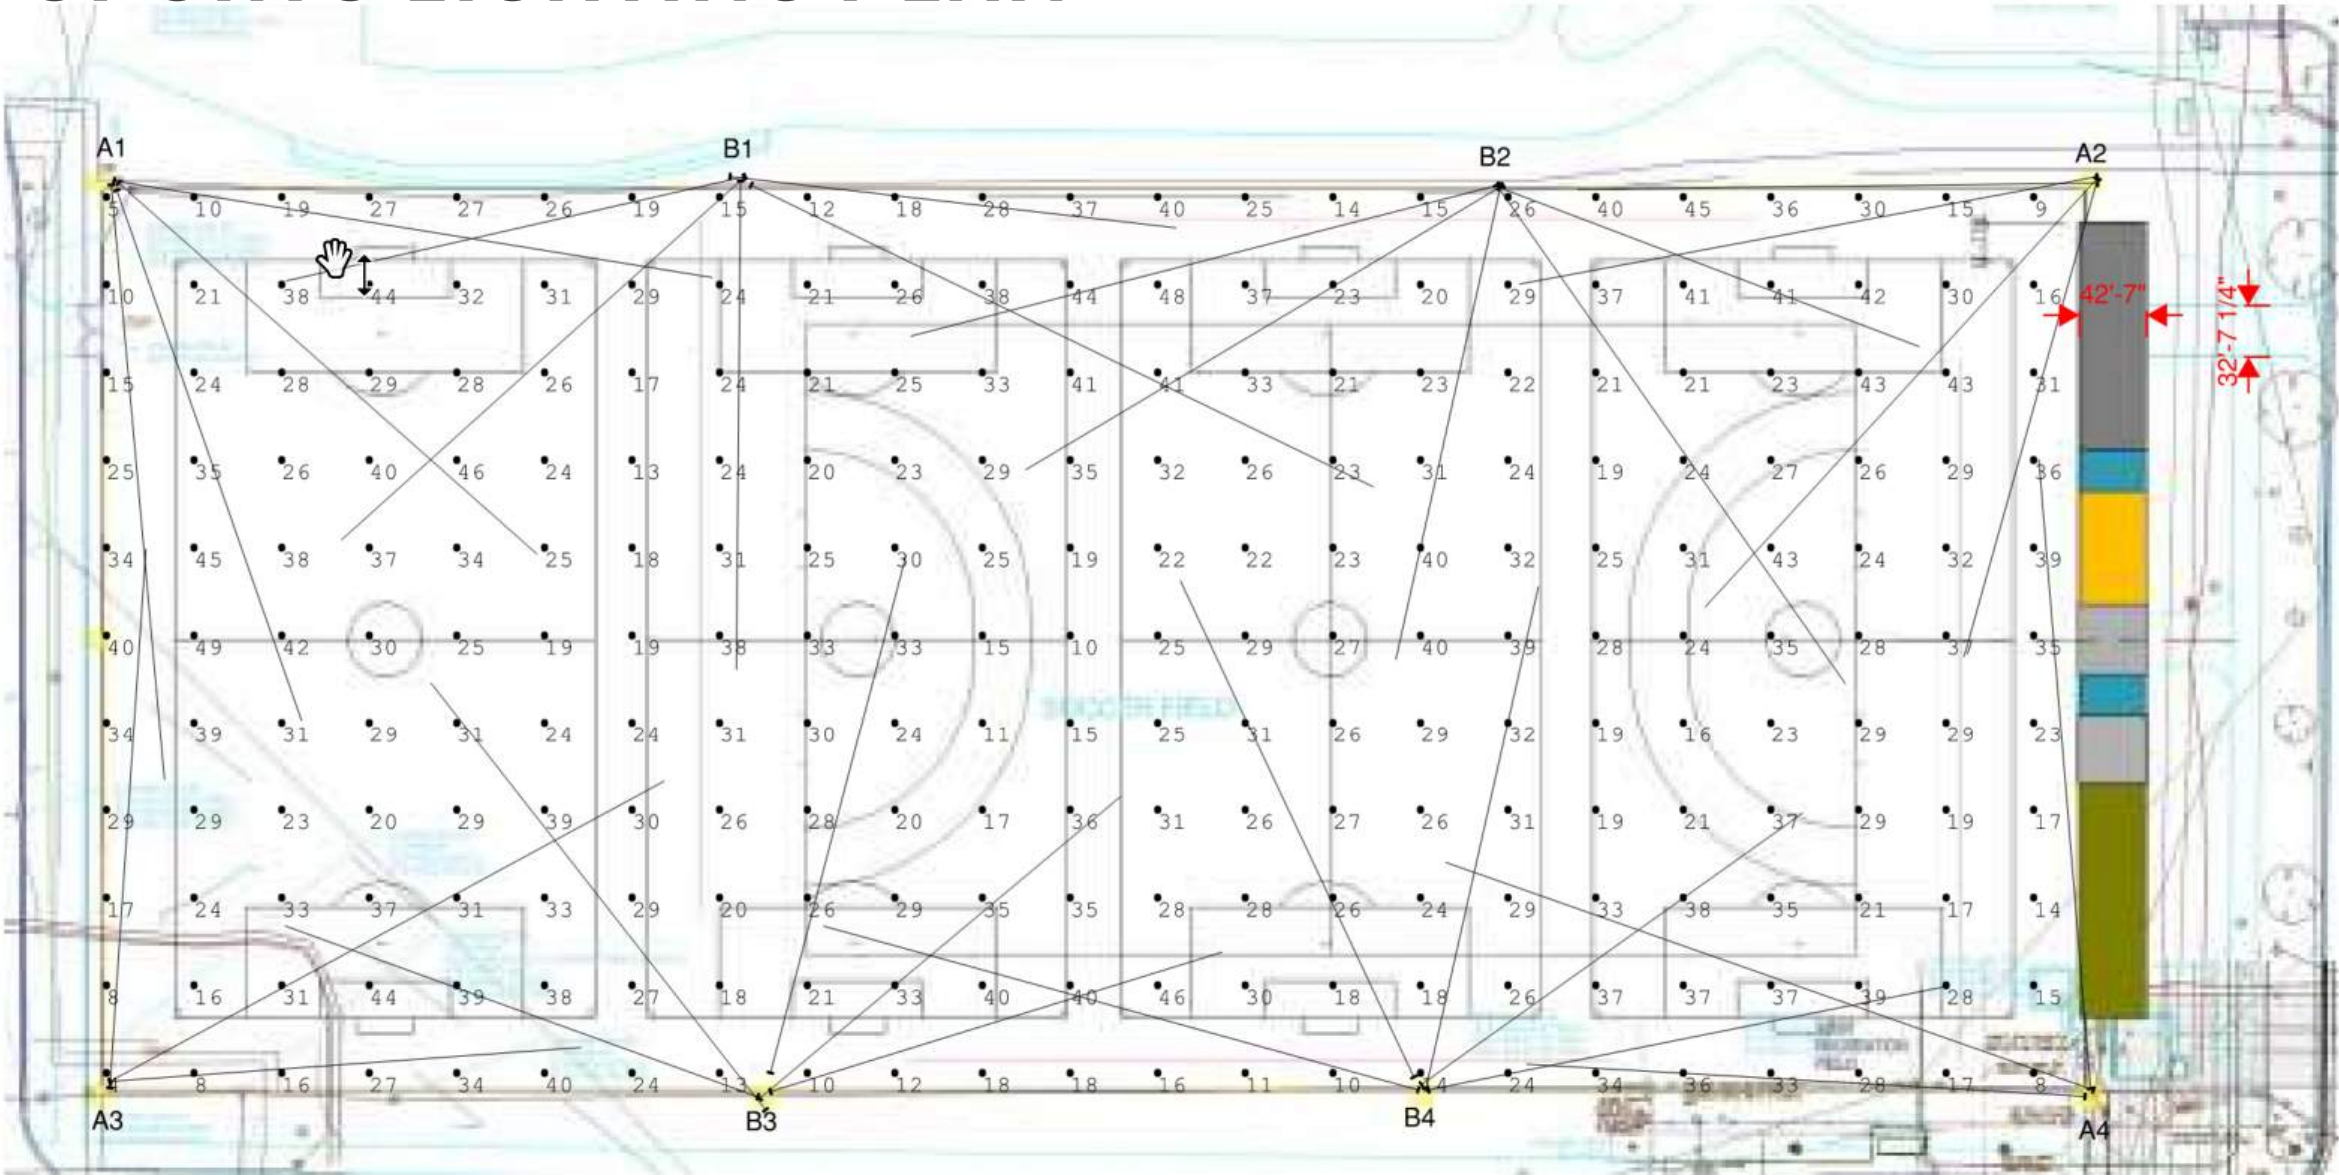 A1 B1 B2 A2
5 10 19 27 27 26 19 15 12 18 28 37 40 25 14 15 26 40 45 36 30 15 9
10 21 38 44 32 31 29 24 21 26 38 44 48 37 23 20 29 37 41 41 42 30 16
42'-7"
32'-7 1/4"
15 24 28 29 28 26 17 24 21 25 33 41 41 33 21 23 22 21 21 23 43 43 31
25 35 26 40 46 24 13 24 20 23 29 35 32 26 23 31 24 19 24 27 26 29 36
34 45 38 37 34 25 18 31 25 30 25 19 22 22 23 40 32 25 31 43 24 32 39
40 49 42 30 25 19 19 38 33 33 15 10 25 29 27 40 39 28 24 35 28 37 35
SOCCER FIELD
34 39 31 29 31 24 24 31 30 24 11 15 25 31 26 29 32 19 16 23 29 29 23
29 29 23 20 29 39 30 26 28 20 17 36 31 26 27 26 31 19 21 37 29 19 17
17 24 33 37 31 33 29 20 26 29 35 35 28 28 26 24 29 33 38 35 21 17 14
8 16 31 44 39 38 27 18 21 33 40 40 46 30 18 18 26 37 37 37 39 28 15
4 8 16 27 34 40 24 13 10 12 18 18 16 11 10 14 24 34 36 33 28 17 8
A3 B3 B4 A4